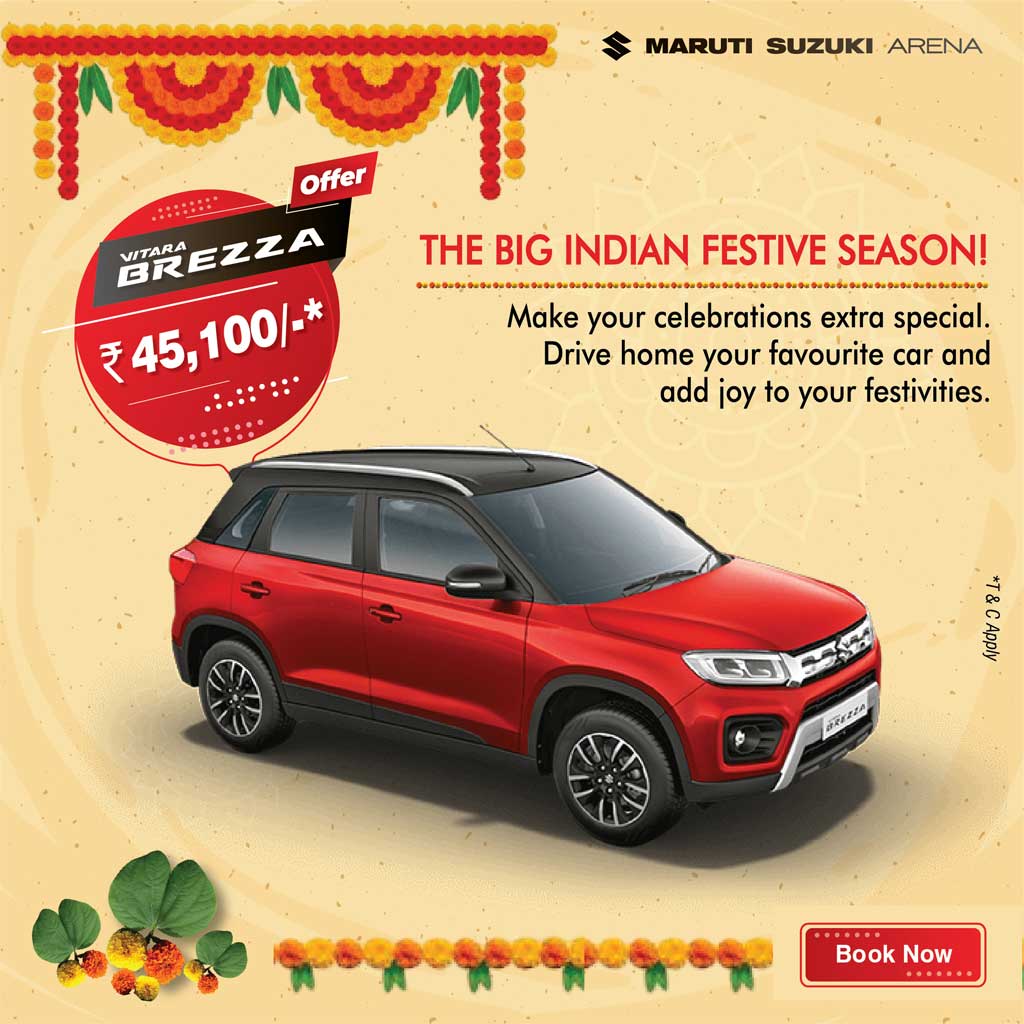 MARUTI SUZUKI ARENA
Offer
VITARA
BREZZA
₹ 45,100/-*
THE BIG INDIAN FESTIVE SEASON!
Make your celebrations extra special.
Drive home your favourite car and
add joy to your festivities.
*T & C Apply
BREZZA
Book Now